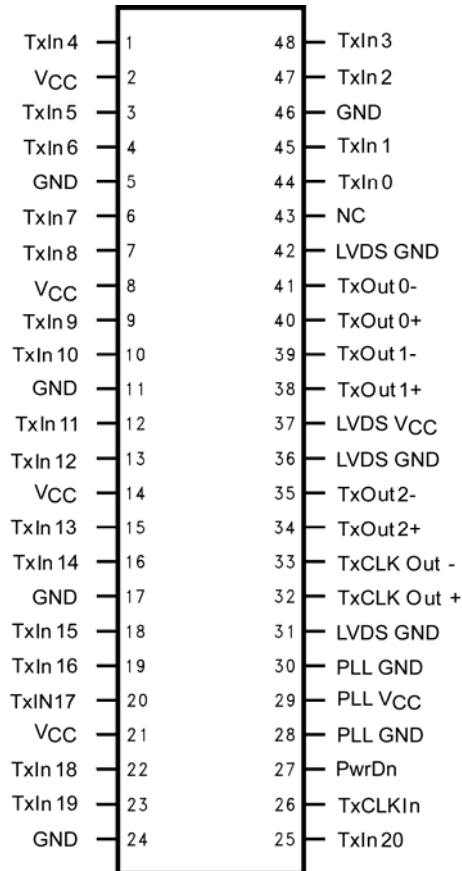 TxIn 4 1 48 TxIn 3
VCC 2 47 TxIn 2
TxIn 5 3 46 GND
TxIn 6 4 45 TxIn 1
GND 5 44 TxIn 0
TxIn 7 6 43 NC
TxIn 8 7 42 LVDS GND
VCC 8 41 TxOut 0-
TxIn 9 9 40 TxOut 0+
TxIn 10 10 39 TxOut 1-
GND 11 38 TxOut 1+
TxIn 11 12 37 LVDS VCC
TxIn 12 13 36 LVDS GND
VCC 14 35 TxOut2-
TxIn 13 15 34 TxOut2+
TxIn 14 16 33 TxCLK Out -
GND 17 32 TxCLK Out +
TxIn 15 18 31 LVDS GND
TxIn 16 19 30 PLL GND
TxIN17 20 29 PLL VCC
VCC 21 28 PLL GND
TxIn 18 22 27 PwrDn
TxIn 19 23 26 TxCLKIn
GND 24 25 TxIn 20